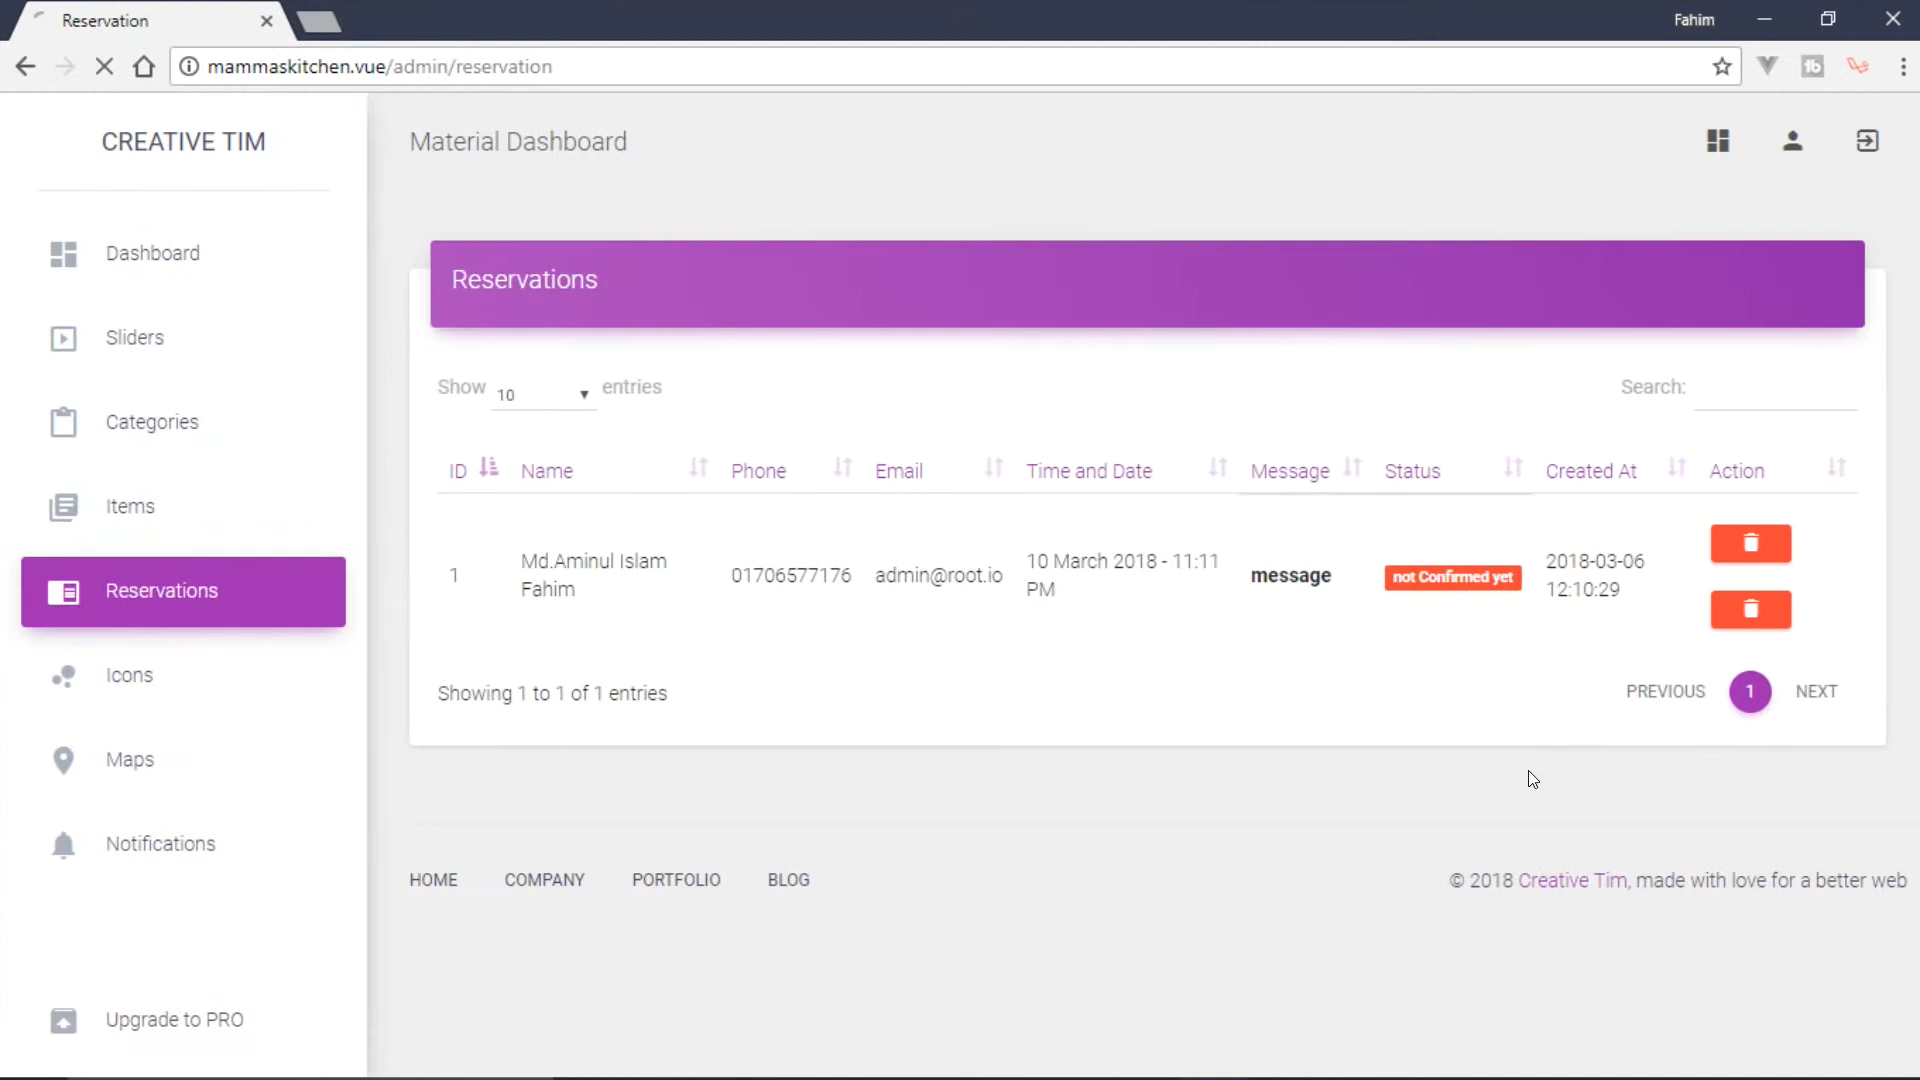 Reservation
Fahim
mammaskitchen.vue/admin/reservation
CREATIVE TIM
Material Dashboard
Dashboard
Sliders
Categories
Items
Reservations
Icons
Maps
Notifications
Upgrade to PRO
Reservations
Show 10 entries
Search:
ID Name Phone Email Time and Date Message Status Created At Action
1 Md.Aminul Islam Fahim 01706577176 admin@root.io 10 March 2018 - 11:11 PM message not Confirmed yet 2018-03-06 12:10:29
Showing 1 to 1 of 1 entries
PREVIOUS 1 NEXT
HOME COMPANY PORTFOLIO BLOG
© 2018 Creative Tim, made with love for a better web